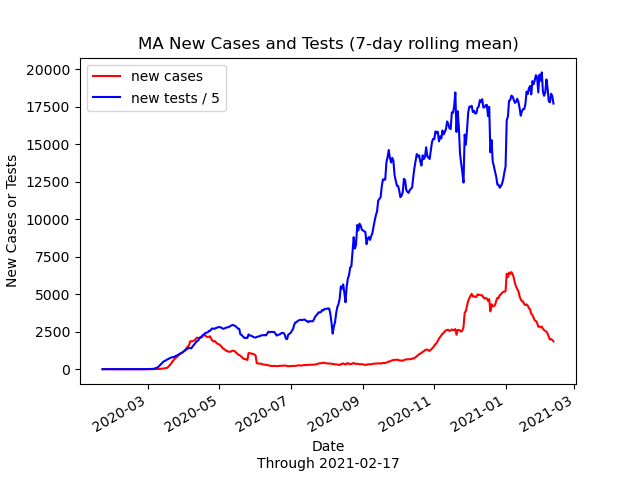 MA New Cases and Tests (7-day rolling mean)
new cases
new tests / 5
20000
17500
15000
12500
10000
7500
5000
2500
0
New Cases or Tests
2020-03
2020-05
2020-07
2020-09
2020-11
2021-01
2021-03
Date
Through 2021-02-17